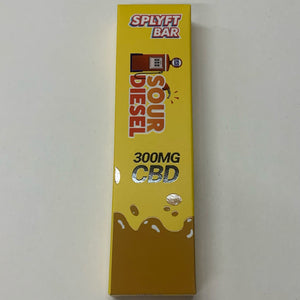 SPLYFT
BAR
SOUR
DIESEL
300MG
CBD